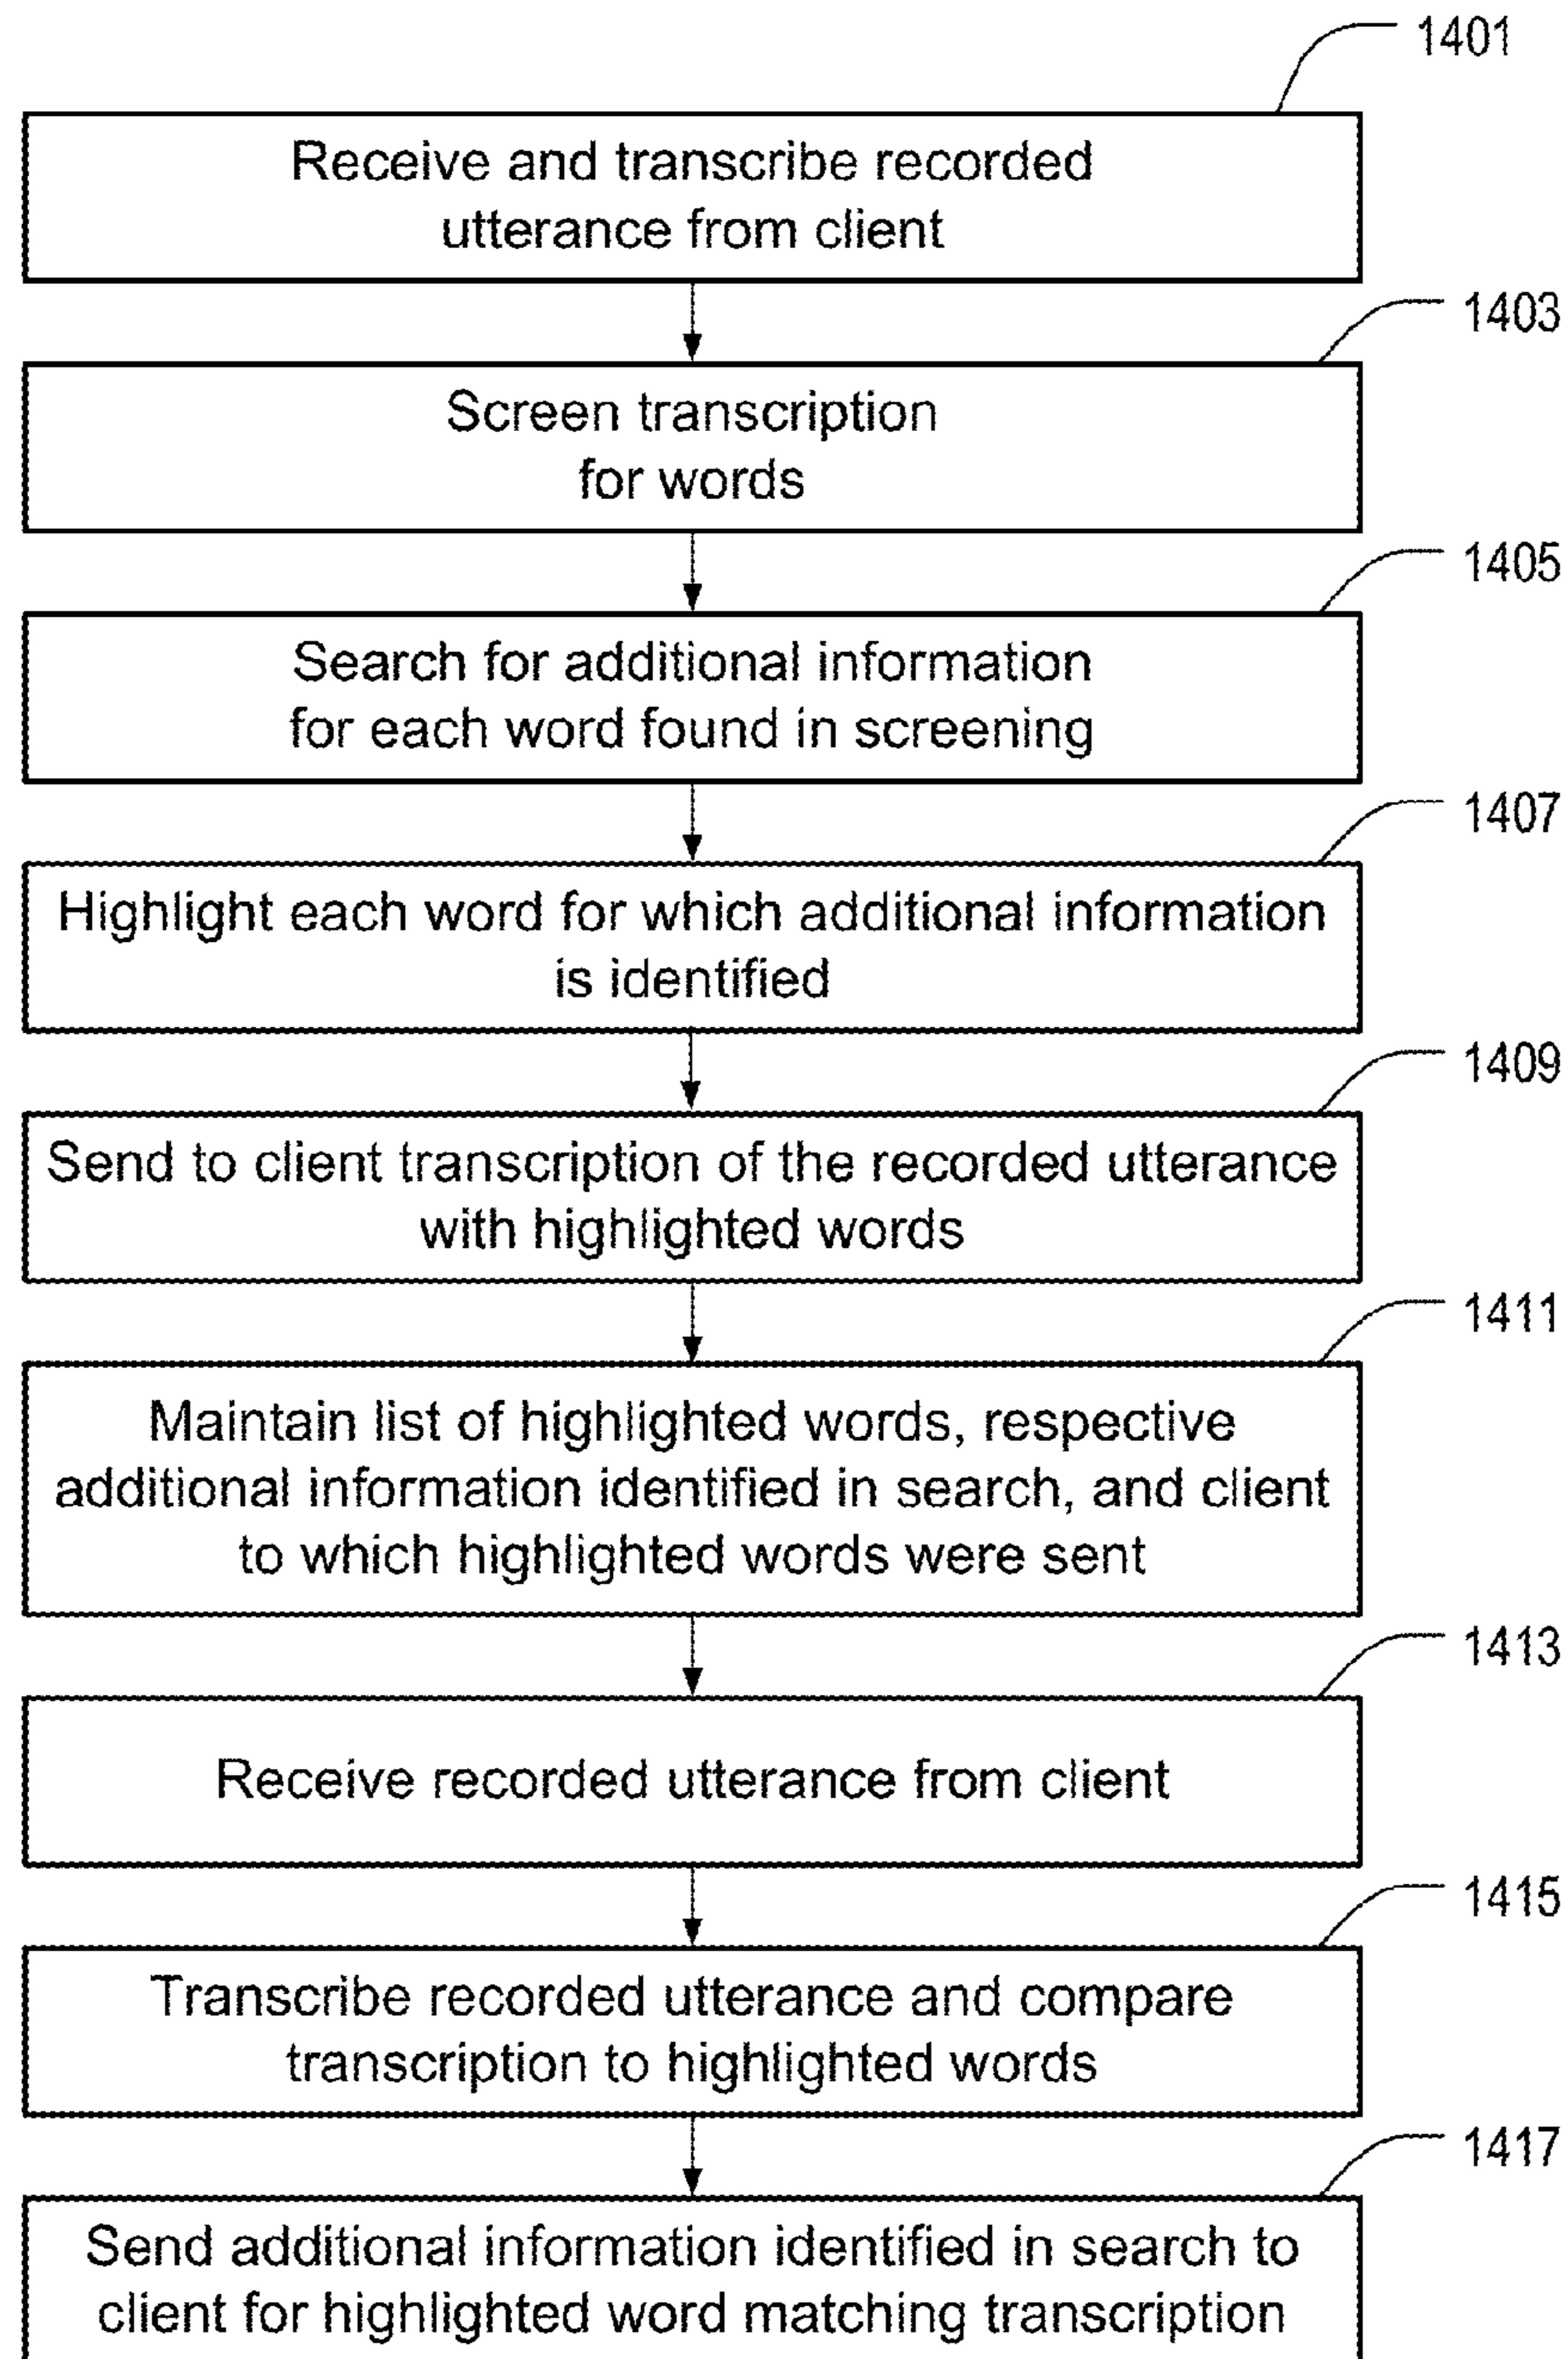 1401
Receive and transcribe recorded
utterance from client
1403
Screen transcription
for words
1405
Search for additional information
for each word found in screening
1407
Highlight each word for which additional information
is identified
1409
Send to client transcription of the recorded utterance
with highlighted words
1411
Maintain list of highlighted words, respective
additional information identified in search, and client
to which highlighted words were sent
1413
Receive recorded utterance from client
1415
Transcribe recorded utterance and compare
transcription to highlighted words
1417
Send additional information identified in search to
client for highlighted word matching transcription